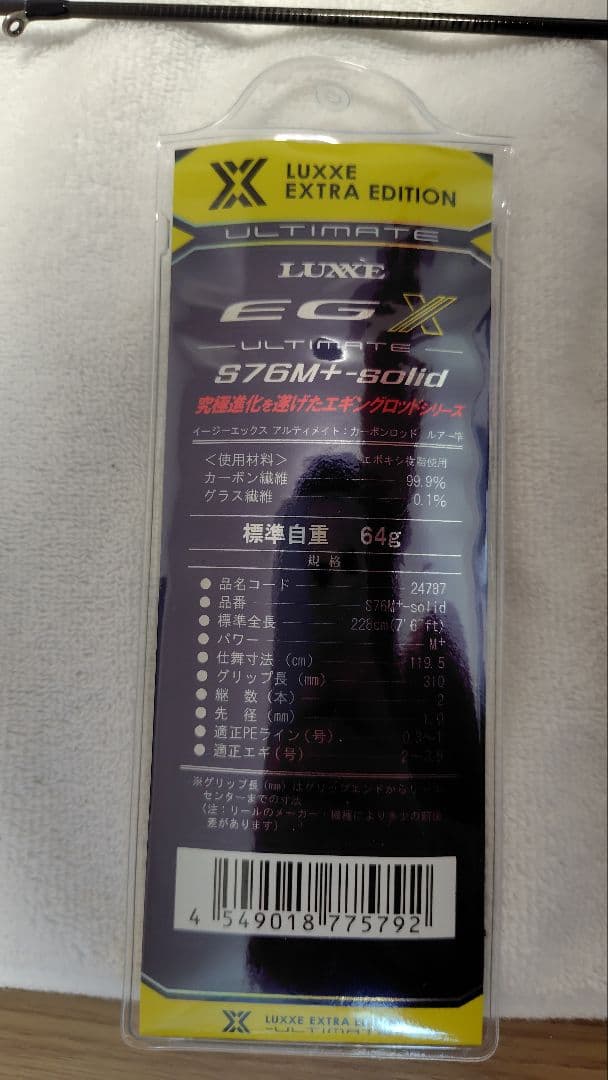 LUXXE
EXTRA EDITION
ULTIMATE
LUXXE
EGX
ULTIMATE
S76M+-solid
究極進化を遂げたエギングロッドシリーズ
イージーエックス アルティメイト:カーボンロッド ルアー竿
<使用材料> エポキシ樹脂使用
カーボン繊維 99.9%
グラス繊維 0.1%
標準自重 64g
規格
● 品名コード 24787
● 品番 S76M+-solid
● 標準全長 228cm(7'6"ft)
● パワー M+
● 仕舞寸法(cm) 119.5
● グリップ長(mm) 310
● 継 数(本) 2
● 先 径(mm) 1.0
● 適正PEライン(号) 0.3~1
● 適正エギ(号)
※グリップ長(mm)はグリップエンドからリール
センターまでの寸法
(注:リールのメーカー・機種により多少の誤
差があります)
4 549018 775792
LUXXE EXTRA
ULTIMATE